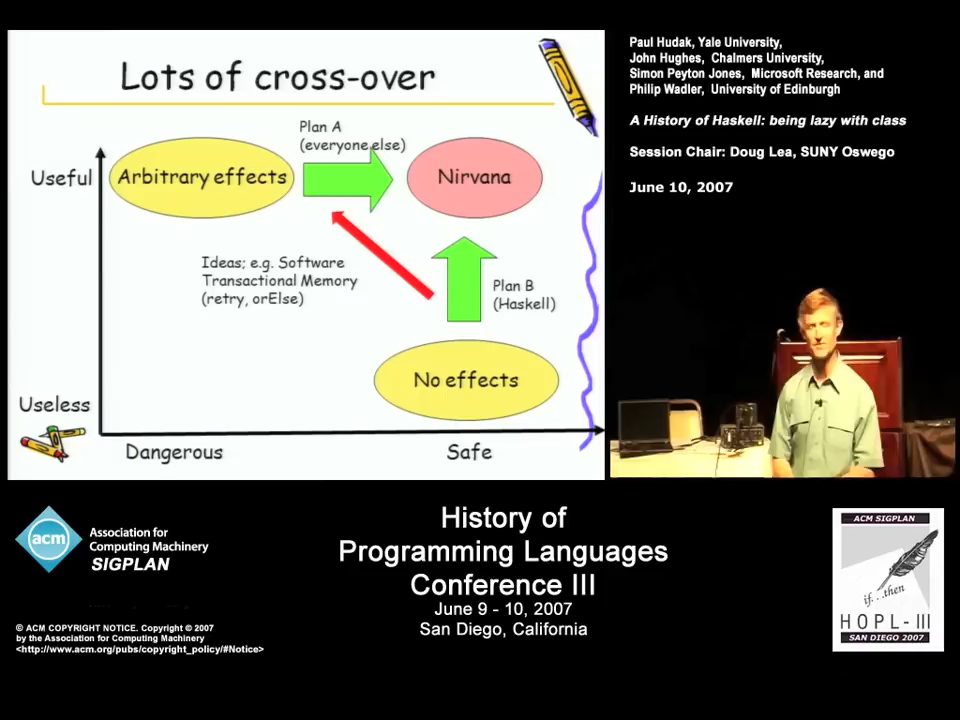 Lots of cross-over
Plan A
(everyone else)
Useful
Arbitrary effects
Nirvana
Ideas; e.g. Software
Transactional Memory
(retry, orElse)
Plan B
(Haskell)
No effects
Useless
Dangerous
Safe
Paul Hudak, Yale University,
John Hughes, Chalmers University,
Simon Peyton Jones, Microsoft Research, and
Philip Wadler, University of Edinburgh
A History of Haskell: being lazy with class
Session Chair: Doug Lea, SUNY Oswego
June 10, 2007
acm
Association for
Computing Machinery
SIGPLAN
© ACM COPYRIGHT NOTICE. Copyright © 2007
by the Association for Computing Machinery
<http://www.acm.org/pubs/copyright_policy/#Notice>
History of
Programming Languages
Conference III
June 9 - 10, 2007
San Diego, California
ACM SIGPLAN
if...then
HOPL-III
SAN DIEGO 2007